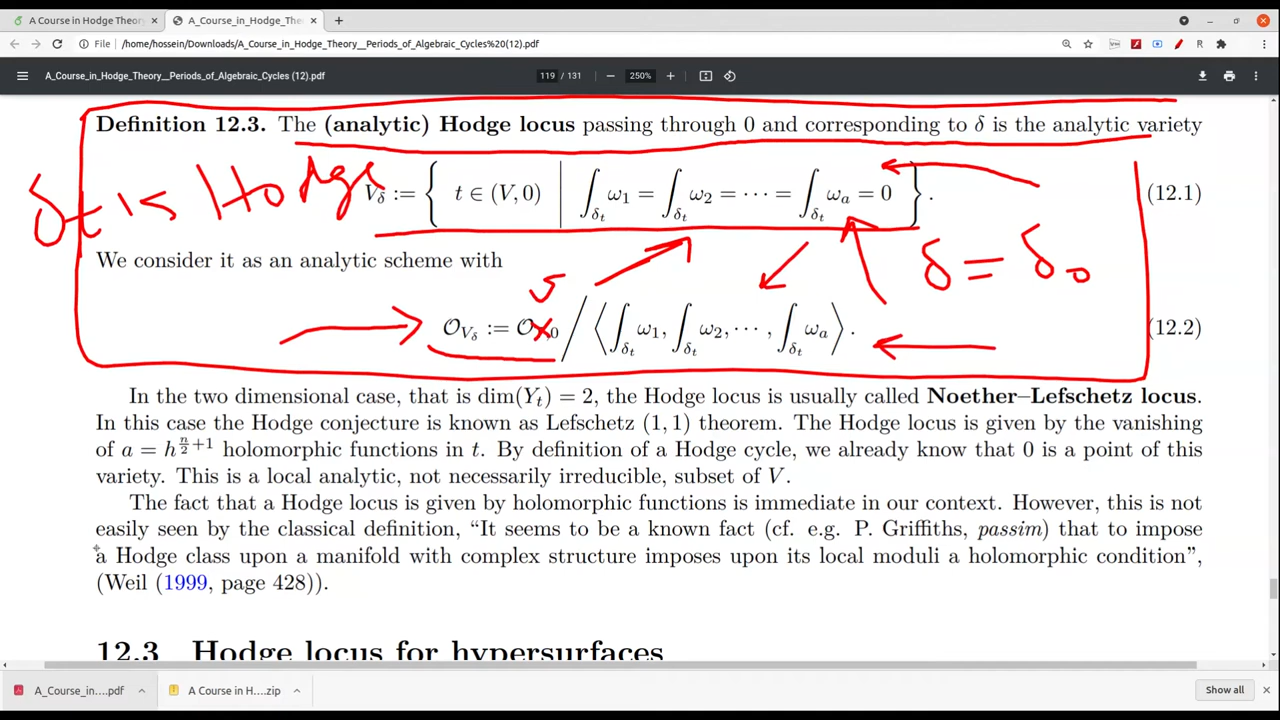 A Course in Hodge Theory
A_Course_in_Hodge_The
File /home/hossein/Downloads/A_Course_in_Hodge_Theory__Periods_of_Algebraic_Cycles%20(12).pdf
A_Course_in_Hodge_Theory__Periods_of_Algebraic_Cycles (12).pdf
119 / 131
250%
Definition 12.3. The (analytic) Hodge locus passing through 0 and corresponding to δ is the analytic variety
δt is Hodge
V_δ := { t ∈ (V, 0) | ∫_{δ_t} ω_1 = ∫_{δ_t} ω_2 = ⋯ = ∫_{δ_t} ω_a = 0 }. (12.1)
We consider it as an analytic scheme with
δ = δ_0
V
𝒪_{V_δ} := 𝒪_{X,0} / ⟨ ∫_{δ_t} ω_1, ∫_{δ_t} ω_2, ⋯ , ∫_{δ_t} ω_a ⟩. (12.2)
In the two dimensional case, that is dim(Y_t) = 2, the Hodge locus is usually called Noether–Lefschetz locus.
In this case the Hodge conjecture is known as Lefschetz (1, 1) theorem. The Hodge locus is given by the vanishing
of a = h^{n/2+1} holomorphic functions in t. By definition of a Hodge cycle, we already know that 0 is a point of this
variety. This is a local analytic, not necessarily irreducible, subset of V.
The fact that a Hodge locus is given by holomorphic functions is immediate in our context. However, this is not
easily seen by the classical definition, “It seems to be a known fact (cf. e.g. P. Griffiths, passim) that to impose
a Hodge class upon a manifold with complex structure imposes upon its local moduli a holomorphic condition”,
(Weil (1999, page 428)).
12.3 Hodge locus for hypersurfaces
A_Course_in....pdf
A Course in H....zip
Show all